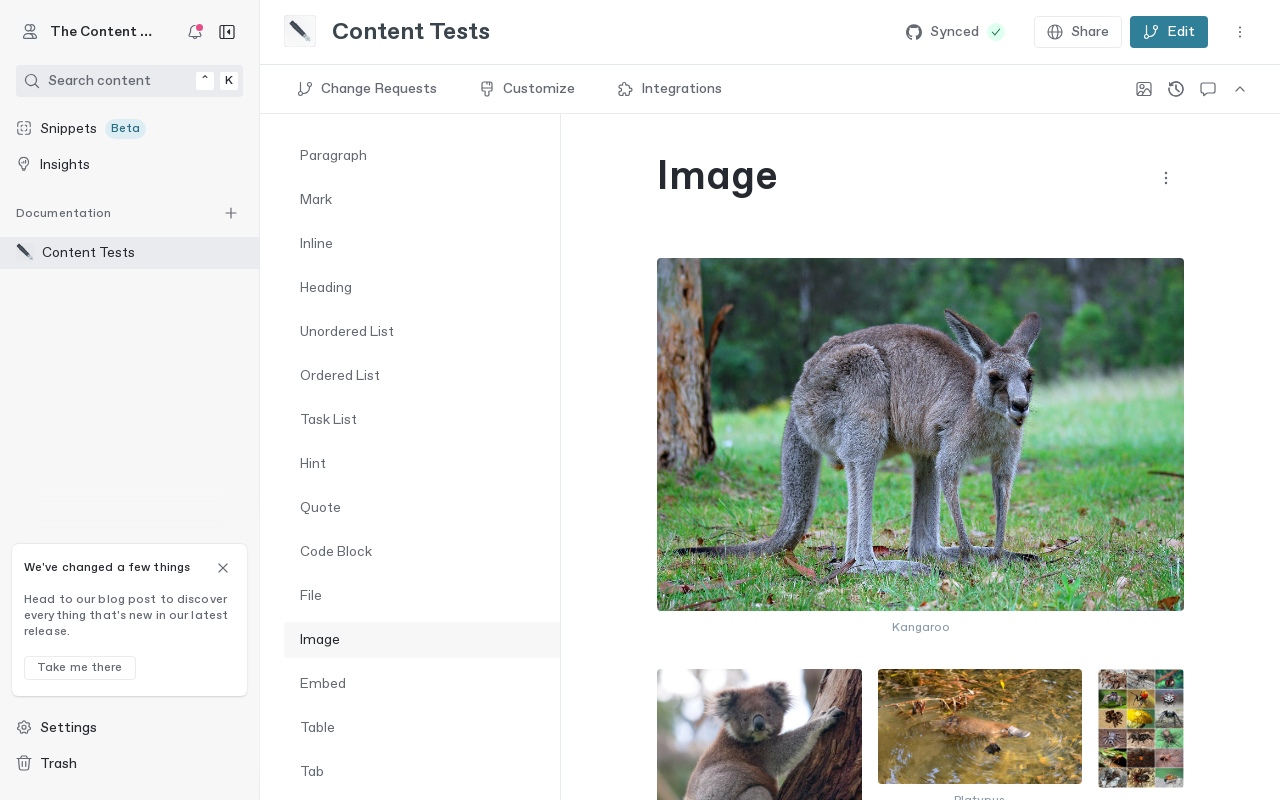 The Content ...
Search content
^
K
Snippets
Beta
Insights
Documentation
Content Tests
We've changed a few things
Head to our blog post to discover
everything that's new in our latest
release.
Take me there
Settings
Trash
Content Tests
Synced
Share
Edit
Change Requests
Customize
Integrations
Paragraph
Mark
Inline
Heading
Unordered List
Ordered List
Task List
Hint
Quote
Code Block
File
Image
Embed
Table
Tab
Image
Kangaroo
Platypus